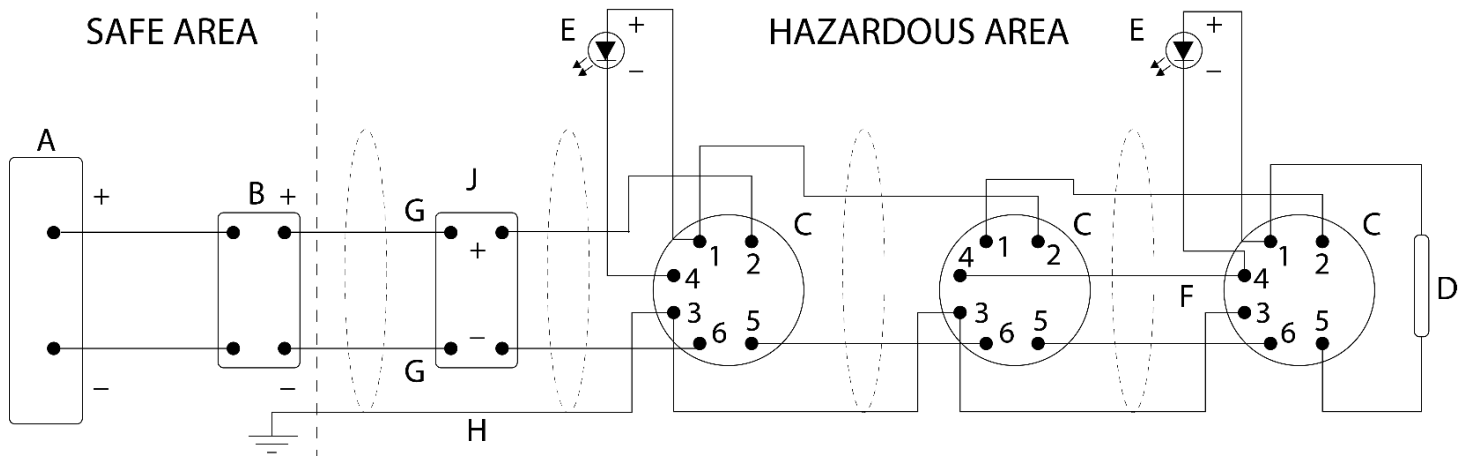 SAFE AREA
HAZARDOUS AREA
E + −
E + −
A + −
B + −
G
G
J + −
H
C 1 2 4 3 6 5
C 1 2 4 3 6 5
F
C 1 2 4 3 6 5
D